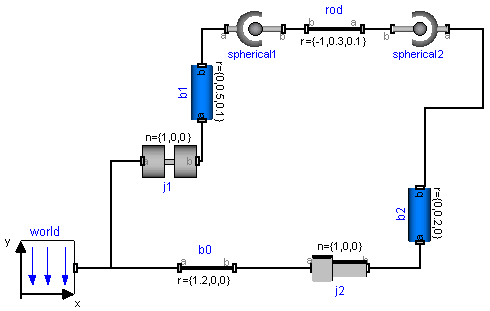 rod
a
b
a
b
b
a
spherical1
r={-1,0.3,0.1}
spherical2
b1
b
a
r={0,0.5,0.1}
n={1,0,0}
a
b
j1
b2
b
a
r={0,0.2,0}
world
y
x
b0
a
b
r={1.2,0,0}
n={1,0,0}
a
b
j2